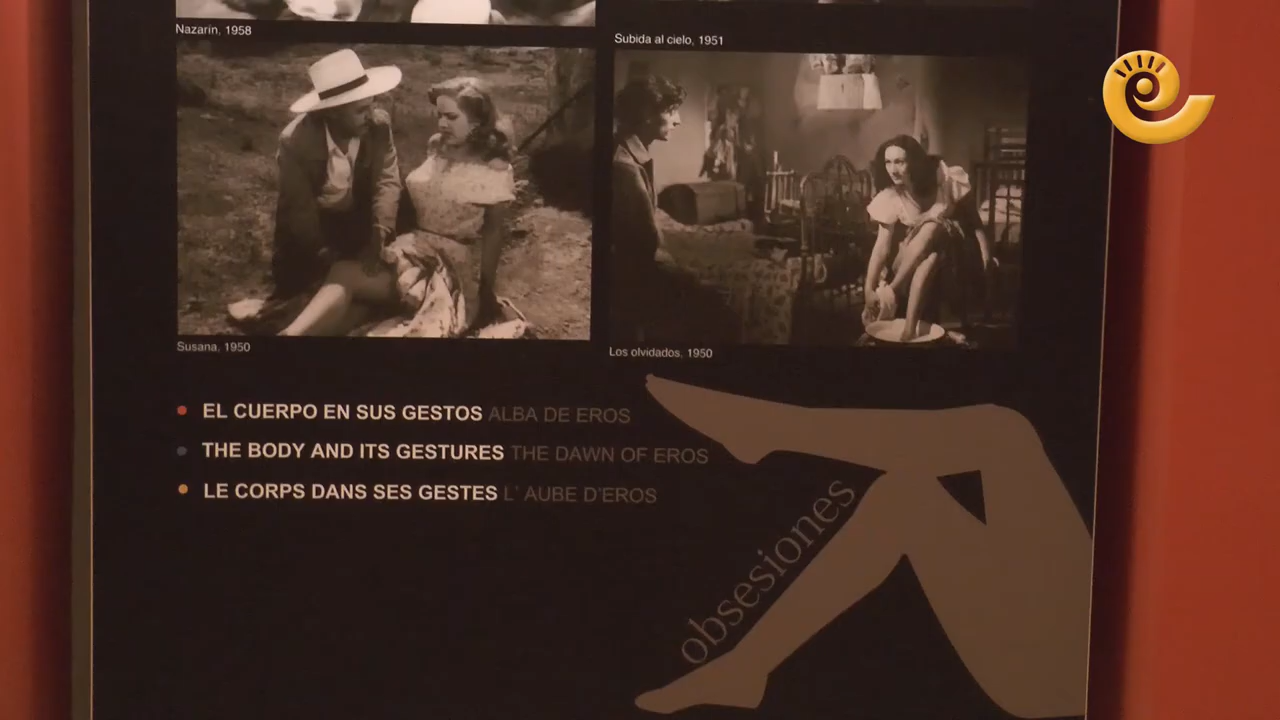 Nazarín, 1958
Subida al cielo, 1951
Susana, 1950
Los olvidados, 1950
EL CUERPO EN SUS GESTOS ALBA DE EROS
THE BODY AND ITS GESTURES THE DAWN OF EROS
LE CORPS DANS SES GESTES L' AUBE D'EROS
obsesiones